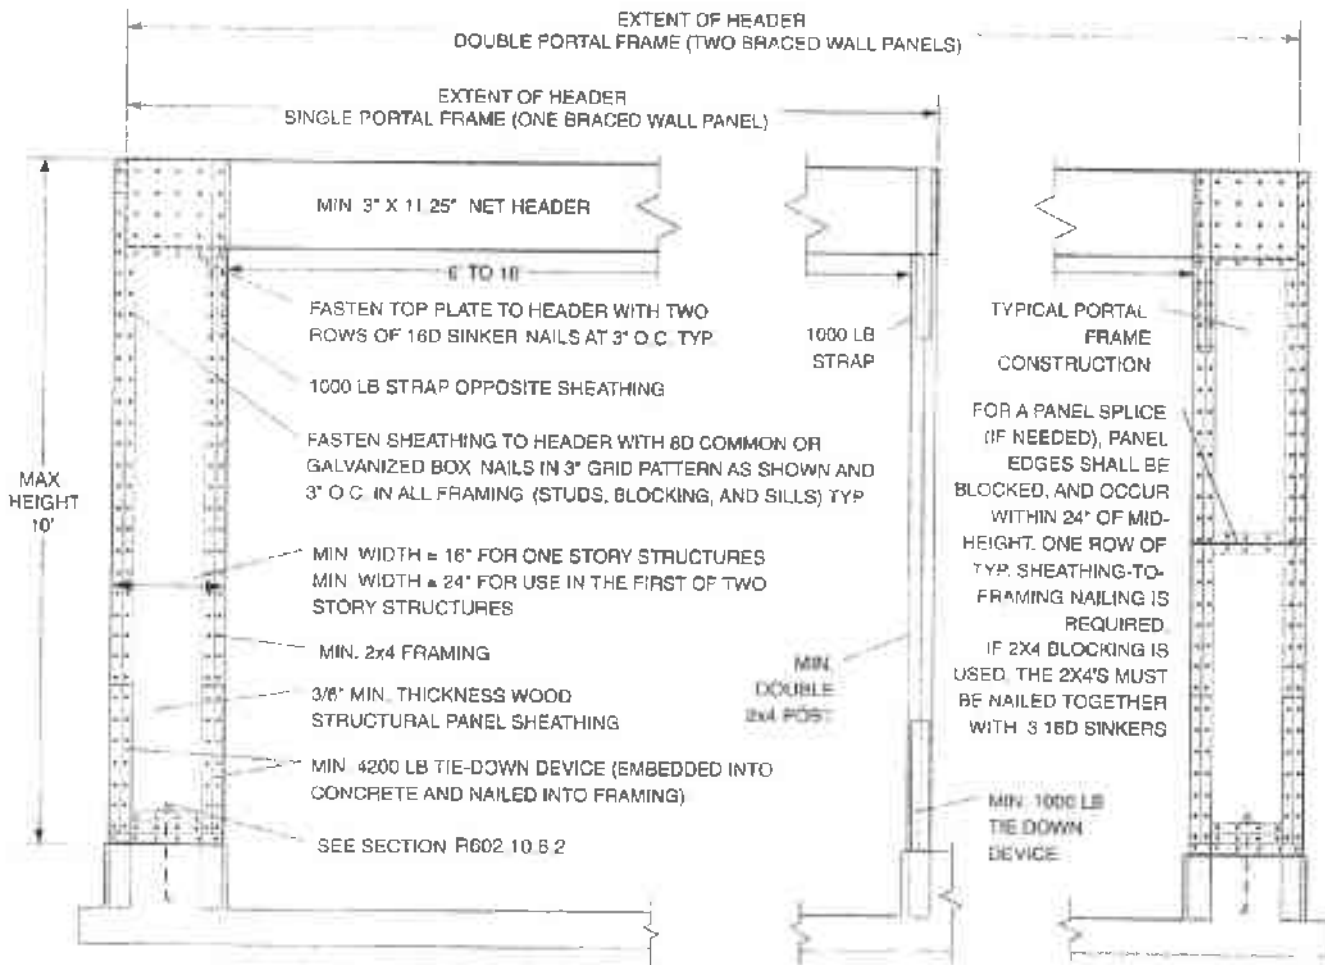 EXTENT OF HEADER
DOUBLE PORTAL FRAME (TWO BRACED WALL PANELS)
EXTENT OF HEADER
SINGLE PORTAL FRAME (ONE BRACED WALL PANEL)
MIN 3" X 11 25" NET HEADER
6 TO 18
FASTEN TOP PLATE TO HEADER WITH TWO
ROWS OF 16D SINKER NAILS AT 3" O.C. TYP
1000 LB STRAP OPPOSITE SHEATHING
FASTEN SHEATHING TO HEADER WITH 8D COMMON OR
GALVANIZED BOX NAILS IN 3" GRID PATTERN AS SHOWN AND
3" O.C. IN ALL FRAMING (STUDS, BLOCKING, AND SILLS) TYP
MAX
HEIGHT
10'
MIN WIDTH = 16" FOR ONE STORY STRUCTURES
MIN WIDTH = 24" FOR USE IN THE FIRST OF TWO
STORY STRUCTURES
MIN. 2x4 FRAMING
3/6" MIN. THICKNESS WOOD
STRUCTURAL PANEL SHEATHING
MIN. 4200 LB TIE-DOWN DEVICE (EMBEDDED INTO
CONCRETE AND NAILED INTO FRAMING)
SEE SECTION R602 10 6 2
1000 LB
STRAP
MIN.
DOUBLE
2x4 POST
MIN. 1000 LB
TIE DOWN
DEVICE
TYPICAL PORTAL
FRAME
CONSTRUCTION
FOR A PANEL SPLICE
(IF NEEDED), PANEL
EDGES SHALL BE
BLOCKED, AND OCCUR
WITHIN 24" OF MID-
HEIGHT. ONE ROW OF
TYP. SHEATHING-TO-
FRAMING NAILING IS
REQUIRED.
IF 2X4 BLOCKING IS
USED, THE 2X4'S MUST
BE NAILED TOGETHER
WITH 3 16D SINKERS